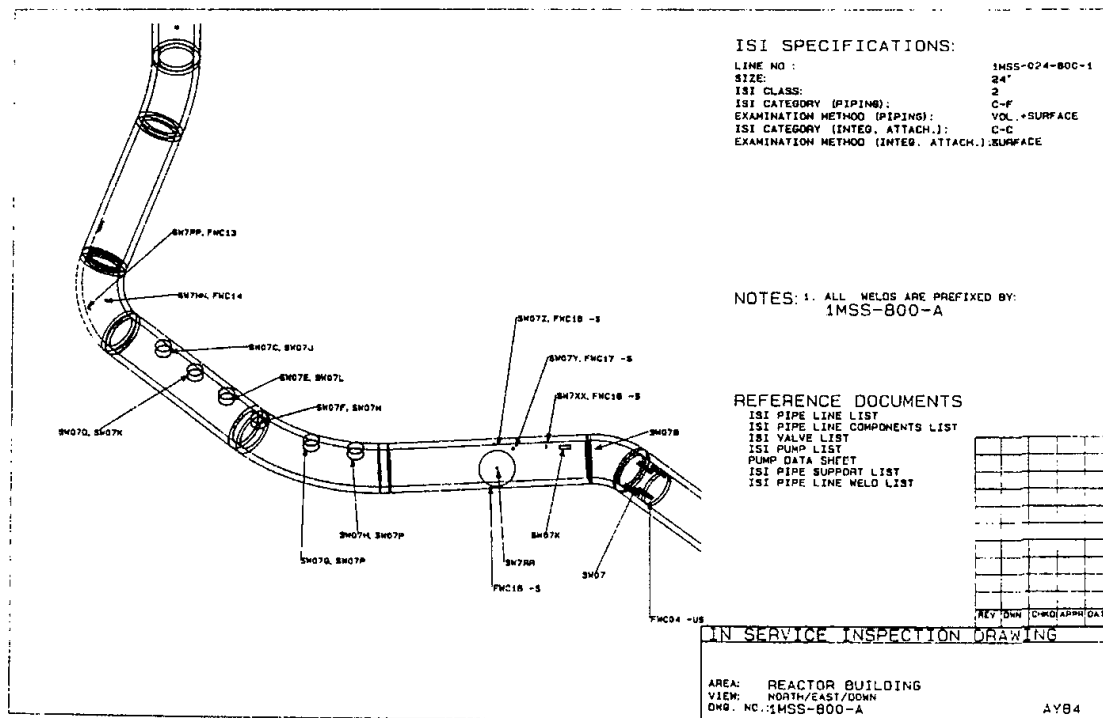 ISI SPECIFICATIONS:
LINE NO : 1MSS-024-800-1
SIZE: 24"
ISI CLASS: 2
ISI CATEGORY (PIPING): C-F
EXAMINATION METHOD (PIPING): VOL.+SURFACE
ISI CATEGORY (INTEG. ATTACH.): C-C
EXAMINATION METHOD (INTEG. ATTACH.):SURFACE
SW7PP, FWC13
SW7NN, FWC14
NOTES: 1. ALL WELDS ARE PREFIXED BY:
1MSS-800-A
SW07Z, FWC18 -S
SW07C, SW07J
SW07Y, FWC17 -S
SW07E, SW07L
SW7XX, FWC16 -S
SW07F, SW07M
SW07B
SW07D, SW07K
REFERENCE DOCUMENTS
ISI PIPE LINE LIST
ISI PIPE LINE COMPONENTS LIST
ISI VALVE LIST
ISI PUMP LIST
PUMP DATA SHEET
ISI PIPE SUPPORT LIST
ISI PIPE LINE WELD LIST
SW07H, SW07P
SW07X
SW07G, SW07P
SW7AA
SW07
FWC15 -S
FWC04 -US
REV DWN CHKD APPR DAT
IN SERVICE INSPECTION DRAWING
AREA: REACTOR BUILDING
VIEW: NORTH/EAST/DOWN
DWG. NO.:1MSS-800-A
AY84